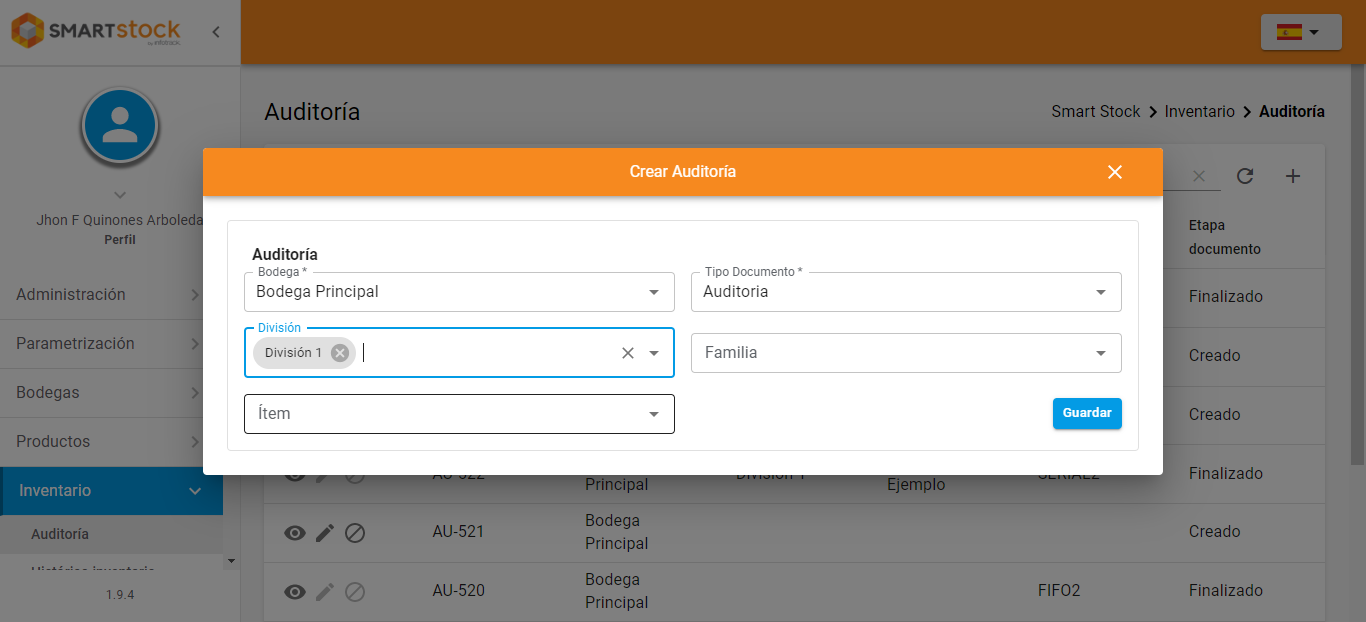 SMARTstock
by infotrack
Auditoría
Smart Stock
Inventario
Auditoría
Jhon F Quinones Arboleda
Perfil
Administración
Parametrización
Bodegas
Productos
Inventario
Auditoría
Histórico inventario
1.9.4
Crear Auditoría
Auditoría
Bodega *
Bodega Principal
Tipo Documento *
Auditoria
División
División 1
Familia
Ítem
Guardar
Etapa
documento
Finalizado
Creado
Creado
AU-522
Principal
División 1
Ejemplo
SERIAL2
Finalizado
AU-521
Bodega
Principal
Creado
AU-520
Bodega
Principal
FIFO2
Finalizado